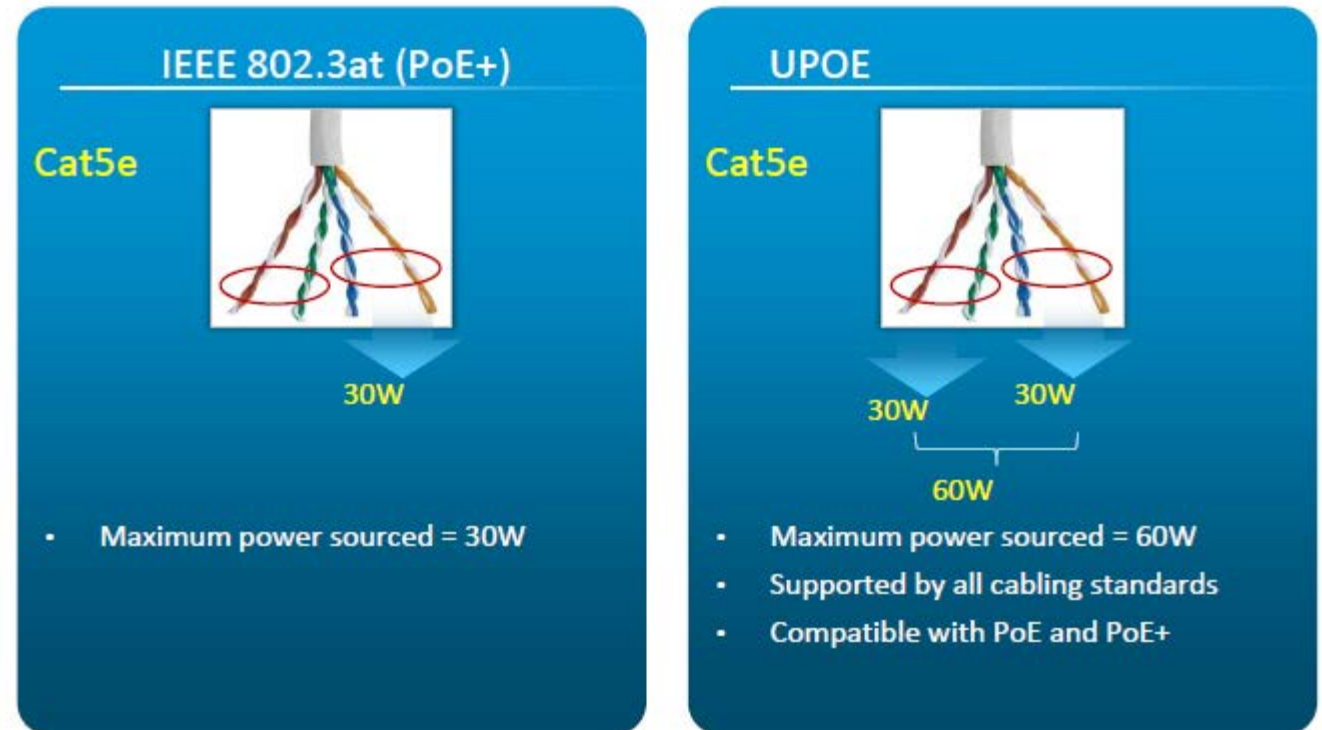 IEEE 802.3at (PoE+)
Cat5e
30W
• Maximum power sourced = 30W
UPOE
Cat5e
30W
30W
60W
• Maximum power sourced = 60W
• Supported by all cabling standards
• Compatible with PoE and PoE+